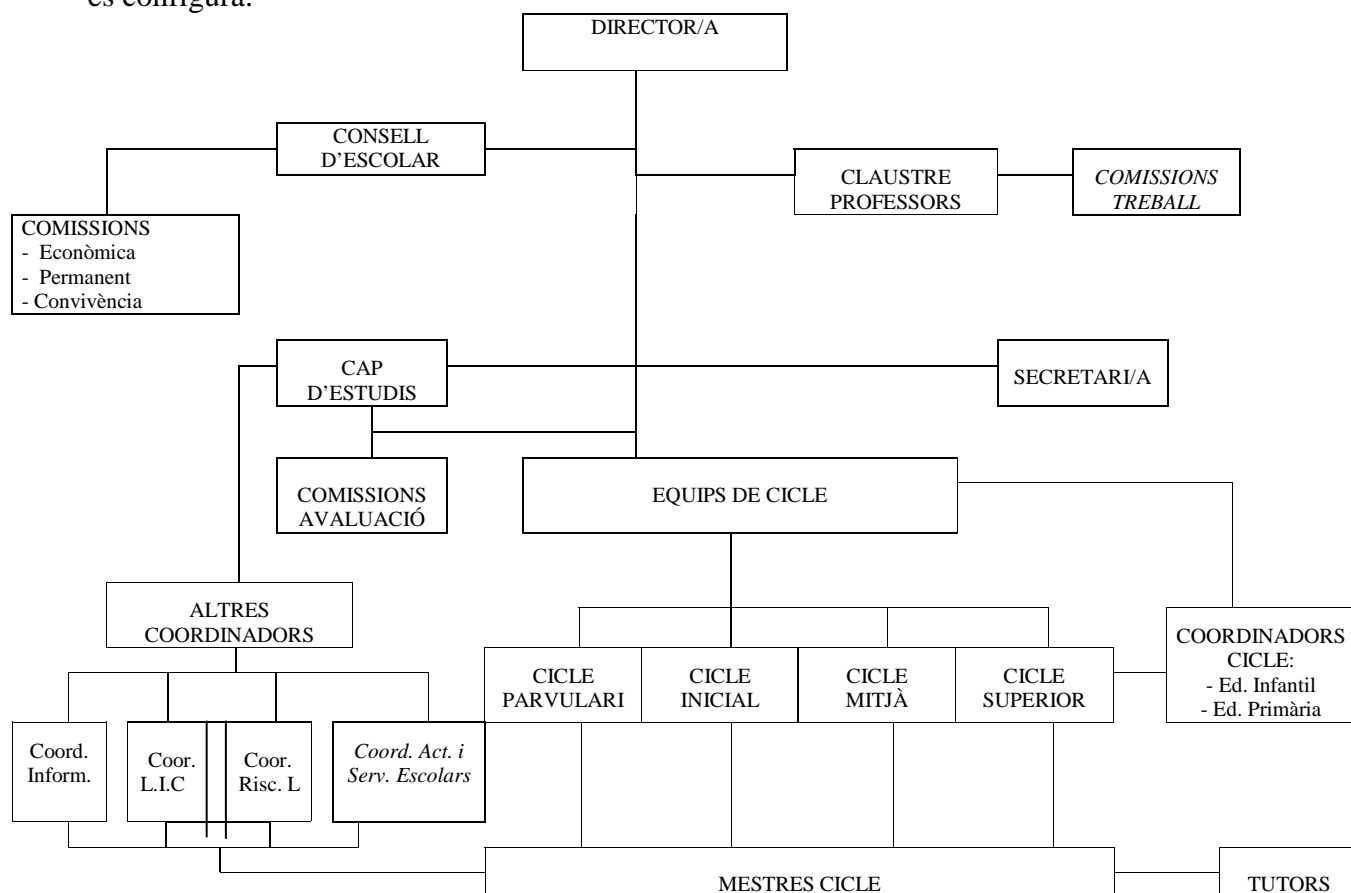 es configura:
DIRECTOR/A
CONSELL
D’ESCOLAR
CLAUSTRE
PROFESSORS
COMISSIONS
TREBALL
COMISSIONS
- Econòmica
- Permanent
- Convivència
CAP
D’ESTUDIS
SECRETARI/A
COMISSIONS
AVALUACIÓ
EQUIPS DE CICLE
ALTRES
COORDINADORS
CICLE
PARVULARI
CICLE
INICIAL
CICLE
MITJÀ
CICLE
SUPERIOR
COORDINADORS
CICLE:
- Ed. Infantil
- Ed. Primària
Coord.
Inform.
Coor.
L.I.C
Coor.
Risc. L
Coord. Act. i
Serv. Escolars
MESTRES CICLE
TUTORS